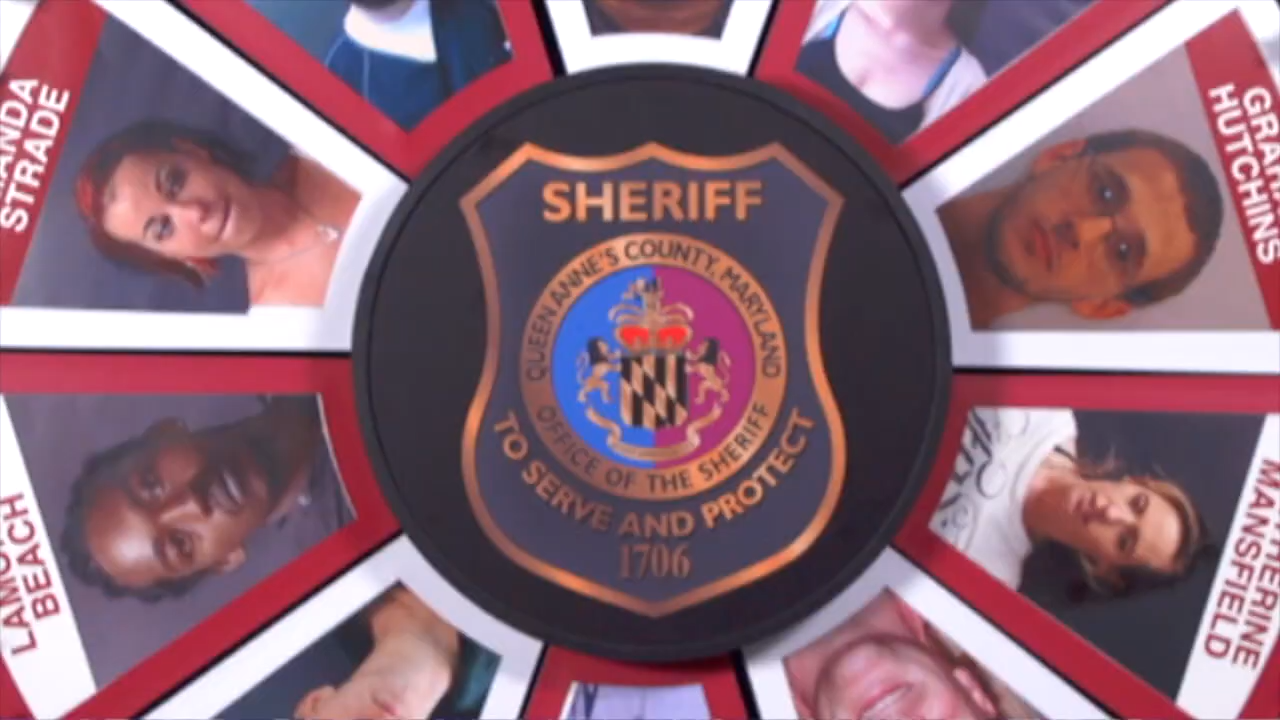 STRADE
HUTCHINS
SHERIFF
QUEEN ANNE'S COUNTY, MARYLAND
OFFICE OF THE SHERIFF
TO SERVE AND PROTECT
1706
BEACH
MANSFIELD